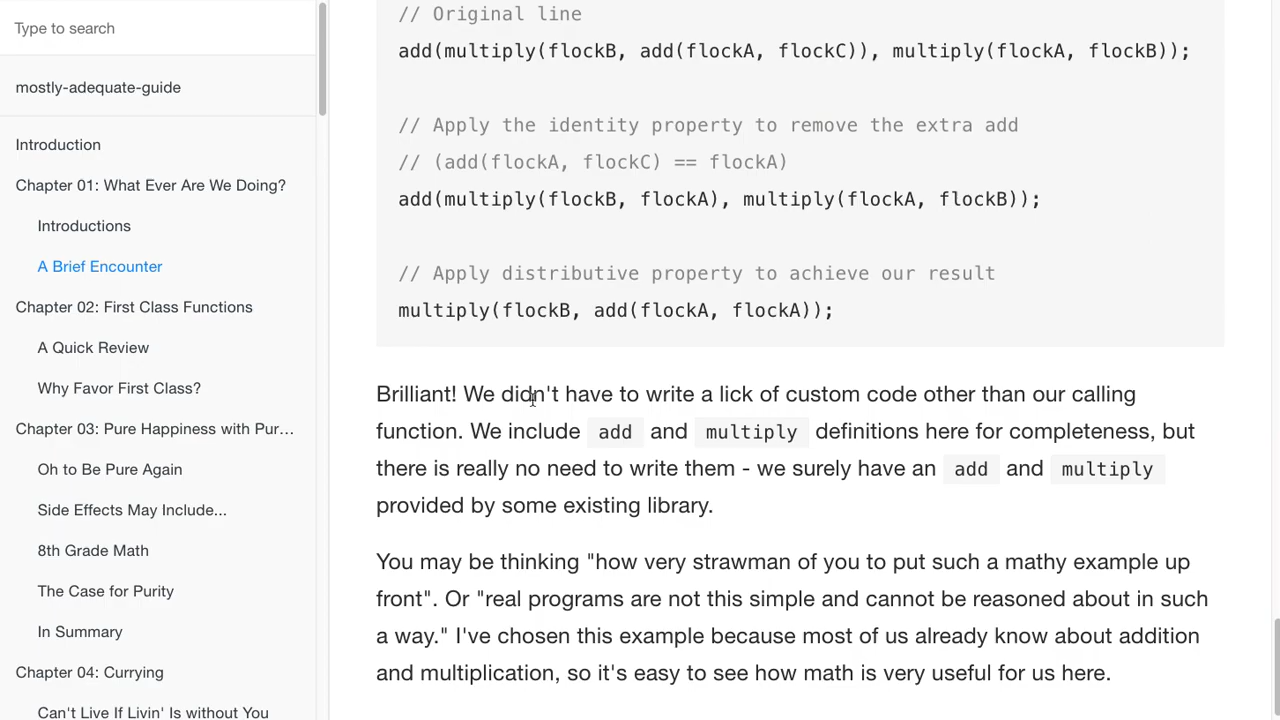 Type to search
mostly-adequate-guide
Introduction
Chapter 01: What Ever Are We Doing?
Introductions
A Brief Encounter
Chapter 02: First Class Functions
A Quick Review
Why Favor First Class?
Chapter 03: Pure Happiness with Pur...
Oh to Be Pure Again
Side Effects May Include...
8th Grade Math
The Case for Purity
In Summary
Chapter 04: Currying
Can't Live If Livin' Is without You
// Original line
add(multiply(flockB, add(flockA, flockC)), multiply(flockA, flockB));
// Apply the identity property to remove the extra add
// (add(flockA, flockC) == flockA)
add(multiply(flockB, flockA), multiply(flockA, flockB));
// Apply distributive property to achieve our result
multiply(flockB, add(flockA, flockA));
Brilliant! We didn't have to write a lick of custom code other than our calling
function. We include add and multiply definitions here for completeness, but
there is really no need to write them - we surely have an add and multiply
provided by some existing library.
You may be thinking "how very strawman of you to put such a mathy example up
front". Or "real programs are not this simple and cannot be reasoned about in such
a way." I've chosen this example because most of us already know about addition
and multiplication, so it's easy to see how math is very useful for us here.